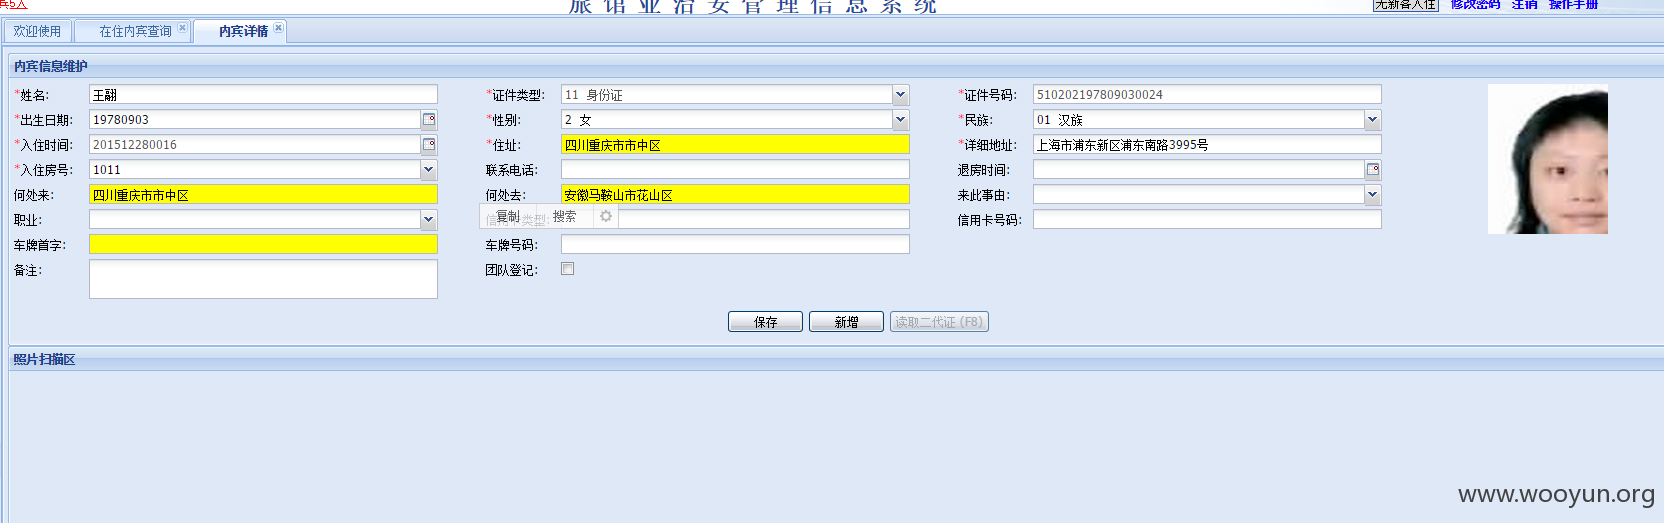 宾5人
旅馆业治安管理信息系统
无新客人住 修改密码 注销 操作手册
欢迎使用 在住内宾查询 内宾详情
内宾信息维护
*姓名: 王翮 *证件类型: 11 身份证 *证件号码: 510202197809030024
*出生日期: 19780903 *性别: 2 女 *民族: 01 汉族
*入住时间: 201512280016 *住址: 四川重庆市市中区 *详细地址: 上海市浦东新区浦东南路3995号
*入住房号: 1011 联系电话: 退房时间:
何处来: 四川重庆市市中区 何处去: 安徽马鞍山市花山区 来此事由:
职业: 复制 搜索 信用卡号码:
车牌首字: 车牌号码:
备注: 团队登记:
保存 新增 读取二代证 (F8)
照片扫描区
www.wooyun.org